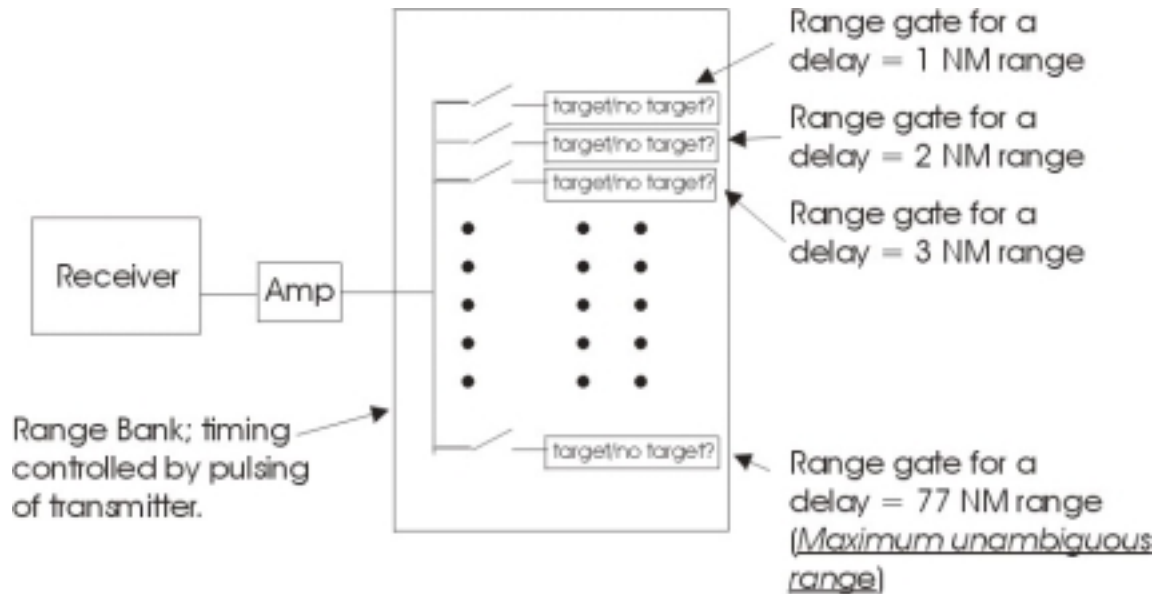 Range gate for a
delay = 1 NM range
target/no target?
target/no target?
Range gate for a
delay = 2 NM range
target/no target?
Range gate for a
delay = 3 NM range
Receiver
Amp
Range Bank; timing
controlled by pulsing
of transmitter.
target/no target?
Range gate for a
delay = 77 NM range
(Maximum unambiguous
range)